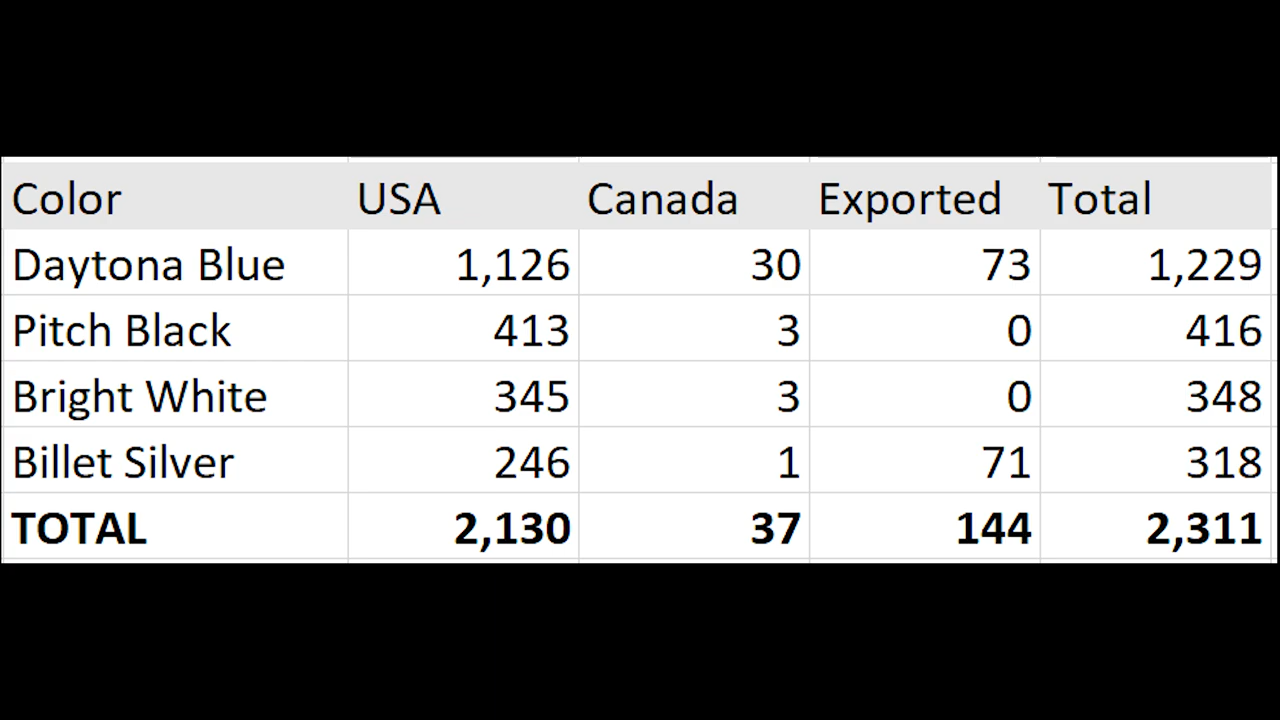 Color USA Canada Exported Total
Daytona Blue 1,126 30 73 1,229
Pitch Black 413 3 0 416
Bright White 345 3 0 348
Billet Silver 246 1 71 318
TOTAL 2,130 37 144 2,311